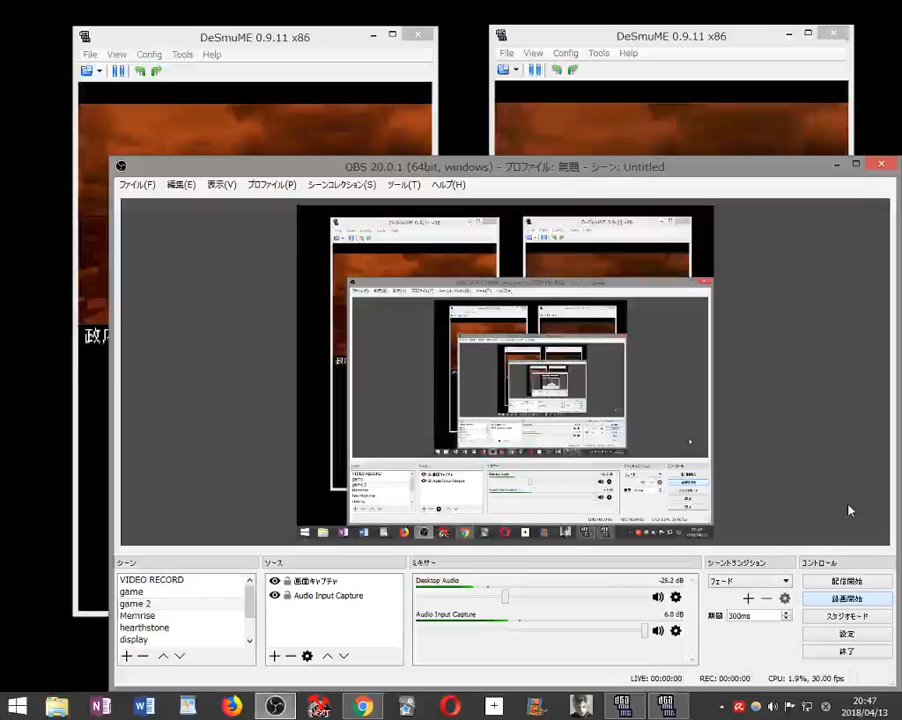 DeSmuME 0.9.11 x86
File View Config Tools Help
DeSmuME 0.9.11 x86
File View Config Tools Help
政府
OBS 20.0.1 (64bit, windows) - プロファイル: 無題 - シーン: Untitled
ファイル(F) 編集(E) 表示(V) プロファイル(P) シーンコレクション(S) ツール(T) ヘルプ(H)
シーン
VIDEO RECORD
game
game 2
Memrise
hearthstone
display
ソース
画面キャプチャ
Audio Input Capture
ミキサー
Desktop Audio -25.2 dB
Audio Input Capture 6.0 dB
シーントランジション
フェード
期間 300ms
コントロール
配信開始
録画開始
スタジオモード
設定
終了
LIVE: 00:00:00 REC: 00:00:00 CPU: 1.9%, 30.00 fps
20:47
2018/04/13